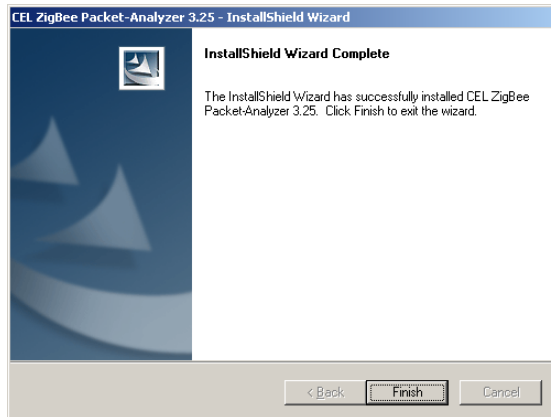 CEL ZigBee Packet-Analyzer 3.25 - InstallShield Wizard
InstallShield Wizard Complete
The InstallShield Wizard has successfully installed CEL ZigBee
Packet-Analyzer 3.25. Click Finish to exit the wizard.
< Back
Finish
Cancel